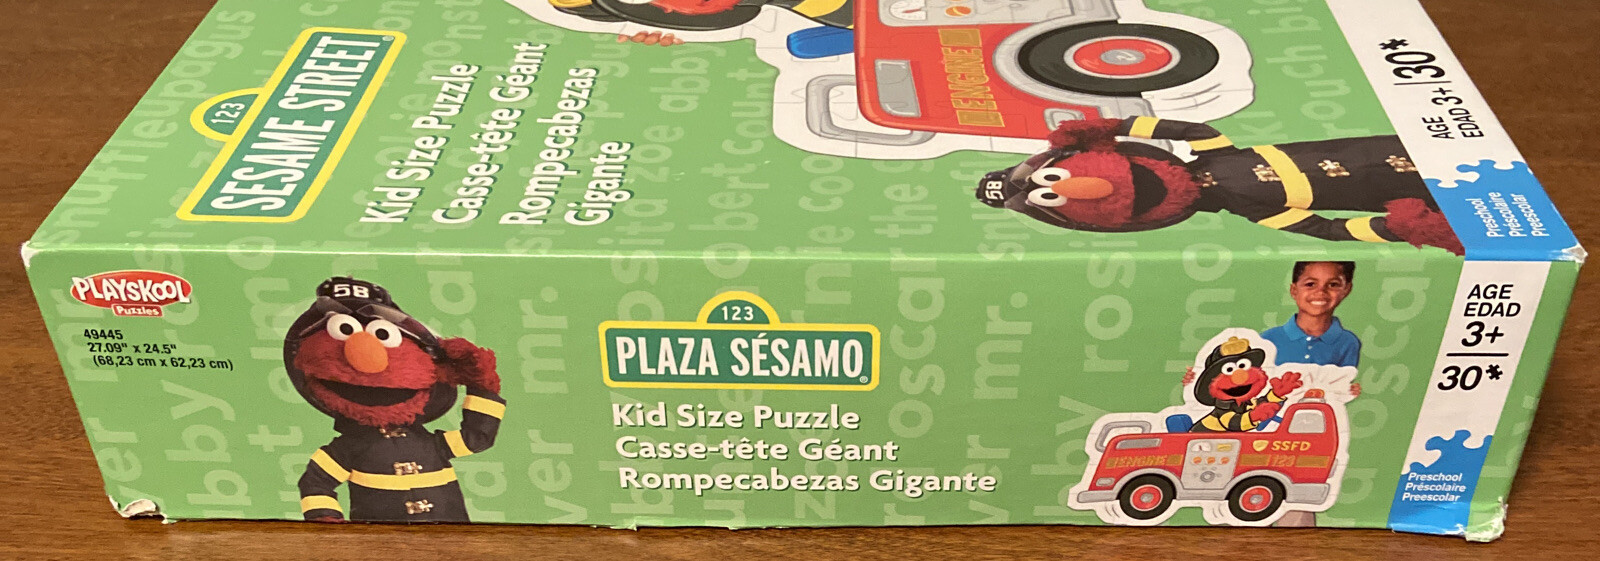 123
SESAME STREET®
Kid Size Puzzle
Casse-tête Géant
Rompecabezas
Gigante
ENGINE
58
AGE
EDAD 3+
30*
Preschool
Préscolaire
Preescolar
PLAYSKOOL
Puzzles
49445
27.09" x 24.5"
(68,23 cm x 62,23 cm)
58
123
PLAZA SÉSAMO®
Kid Size Puzzle
Casse-tête Géant
Rompecabezas Gigante
SSFD
ENGINE
123
AGE
EDAD
3+
30*
Preschool
Préscolaire
Preescolar